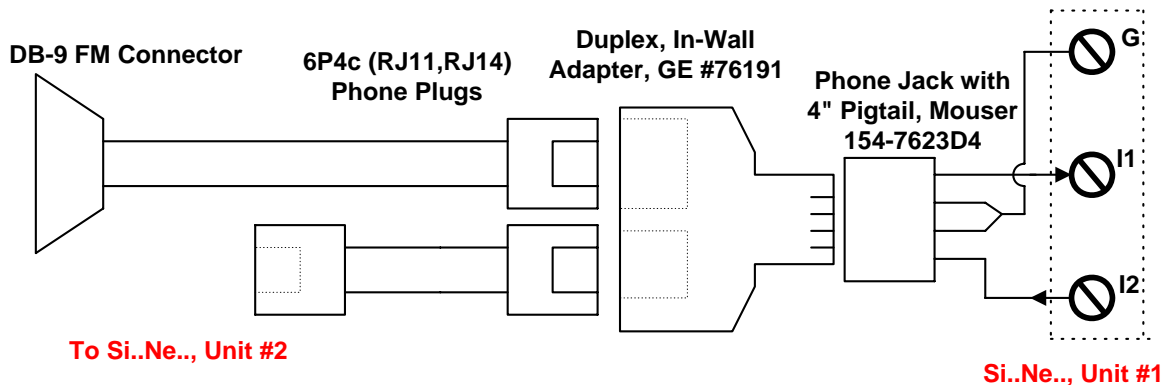 DB-9 FM Connector
6P4c (RJ11,RJ14)
Phone Plugs
Duplex, In-Wall
Adapter, GE #76191
Phone Jack with
4" Pigtail, Mouser
154-7623D4
G
I1
I2
To Si..Ne.., Unit #2
Si..Ne.., Unit #1